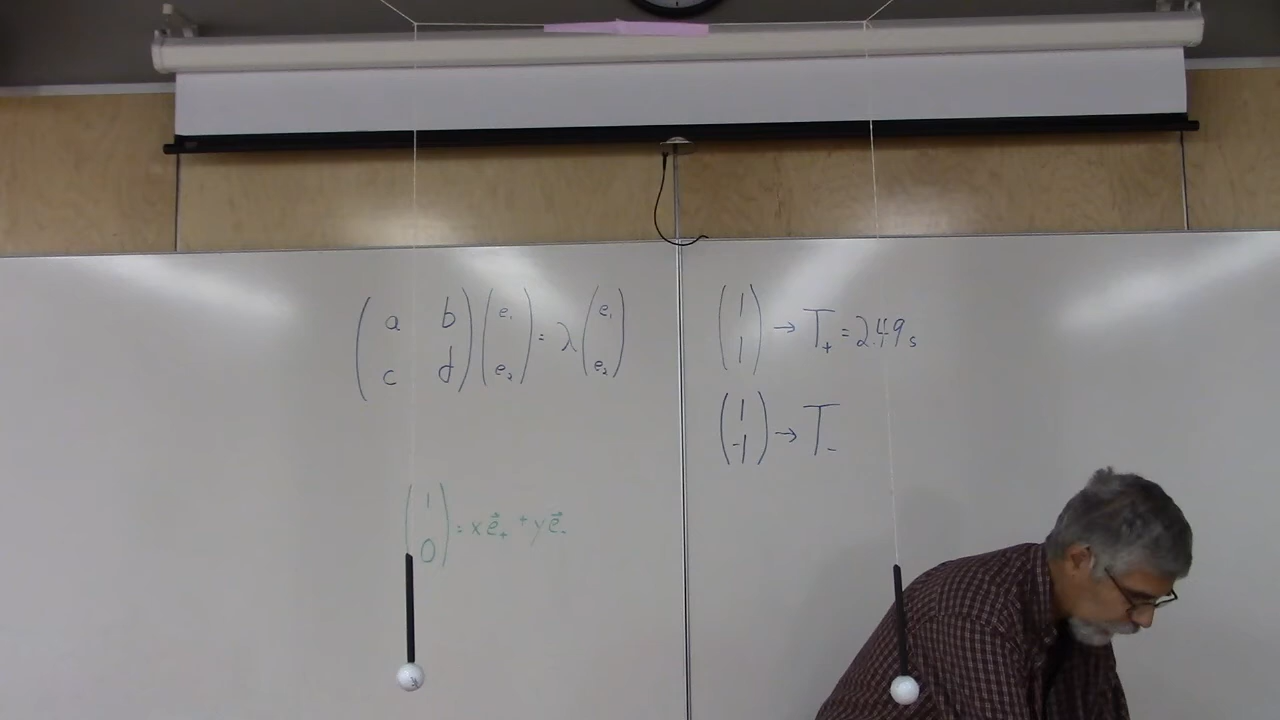 (a b; c d)(e₁; e₂) = λ(e₁; e₂)
(1; 1) → T₊ = 2.49 s
(1; -1) → T₋
(1; 0) = x e⃗₊ + y e⃗₋